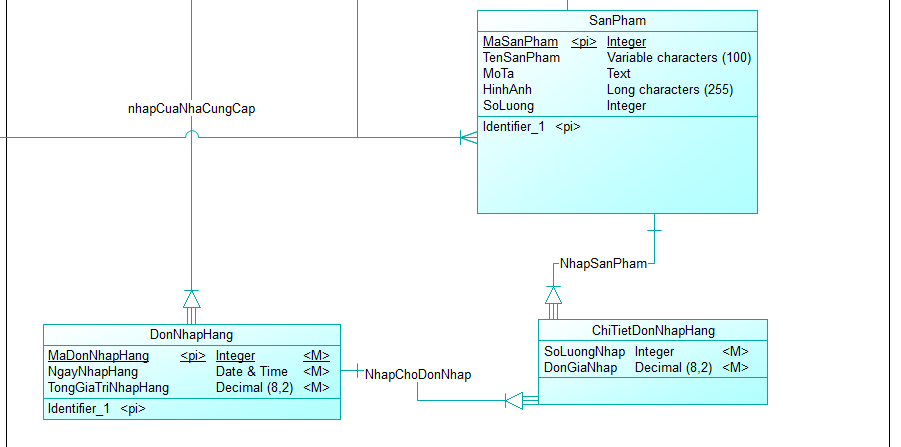 SanPham
MaSanPham <pi> Integer
TenSanPham Variable characters (100)
MoTa Text
HinhAnh Long characters (255)
SoLuong Integer
Identifier_1 <pi>
nhapCuaNhaCungCap
NhapSanPham
DonNhapHang
MaDonNhapHang <pi> Integer <M>
NgayNhapHang Date & Time <M>
TongGiaTriNhapHang Decimal (8,2) <M>
Identifier_1 <pi>
NhapChoDonNhap
ChiTietDonNhapHang
SoLuongNhap Integer <M>
DonGiaNhap Decimal (8,2) <M>